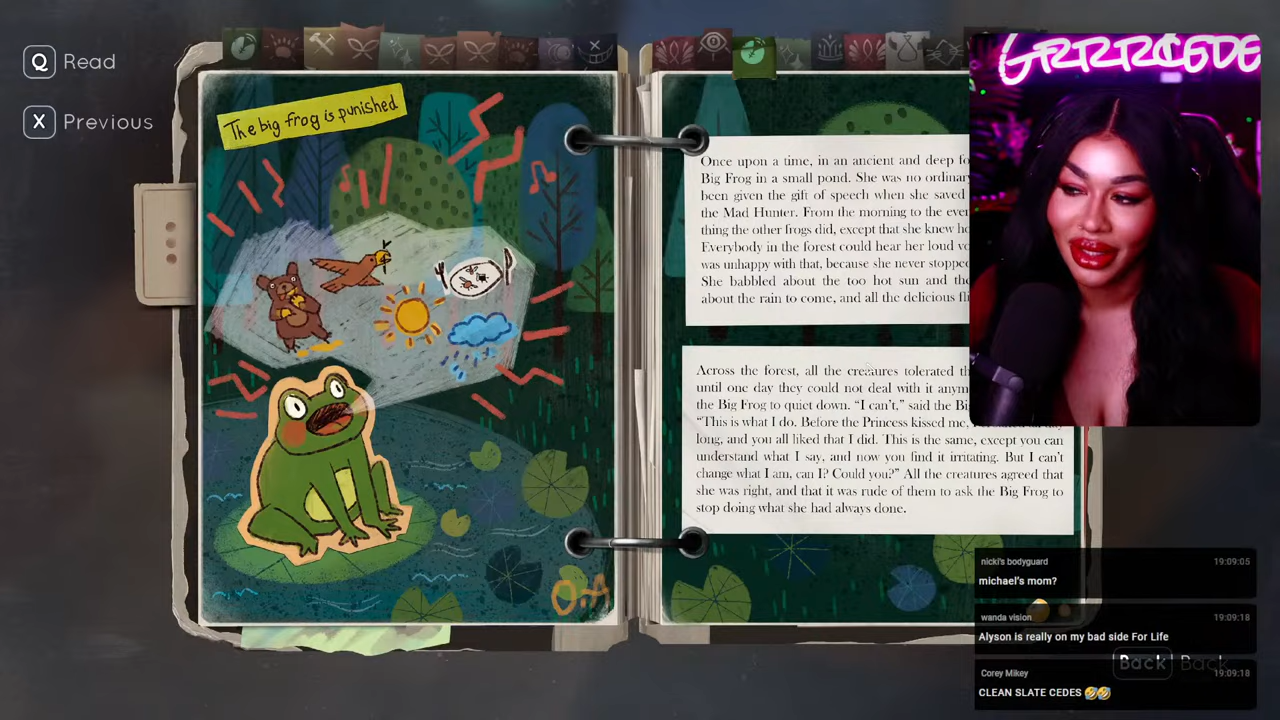 Q Read
X Previous
The big frog is punished
O.A
Once upon a time, in an ancient and deep fo
Big Frog in a small pond. She was no ordinar
been given the gift of speech when she saved
the Mad Hunter. From the morning to the eve
thing the other frogs did, except that she knew h
Everybody in the forest could hear her loud vo
was unhappy with that, because she never stoppe
She babbled about the too hot sun and the
about the rain to come, and all the delicious fli
Across the forest, all the creatures tolerated th
until one day they could not deal with it anym
the Big Frog to quiet down. “I can’t,” said the Bi
“This is what I do. Before the Princess kissed me,
long, and you all liked that I did. This is the same, except you can
understand what I say, and now you find it irritating. But I can’t
change what I am, can I? Could you?” All the creatures agreed that
she was right, and that it was rude of them to ask the Big Frog to
stop doing what she had always done.
GRRRCEDE
nicki's bodyguard 19:09:05
michael's mom?
wanda vision 19:09:18
Alyson is really on my bad side For Life
Back Back
Corey Mikey 19:09:18
CLEAN SLATE CEDES 🤣🤣